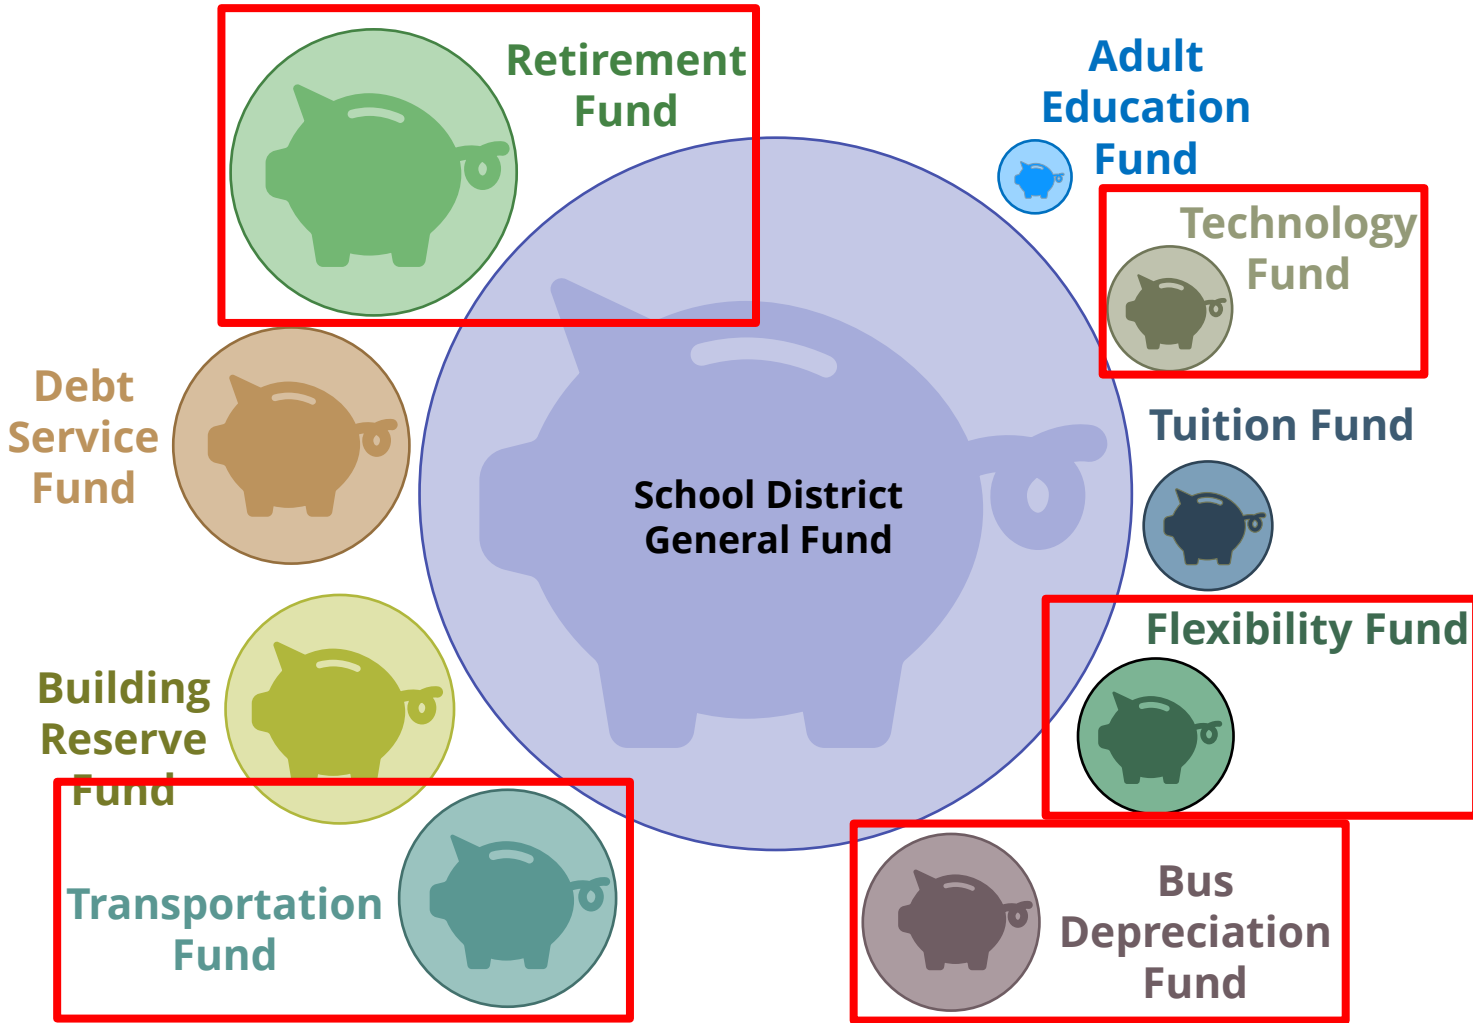 Retirement
Fund
Adult
Education
Fund
Technology
Fund
Debt
Service
Fund
Tuition Fund
School District
General Fund
Flexibility Fund
Building
Reserve
Fund
Transportation
Fund
Bus
Depreciation
Fund